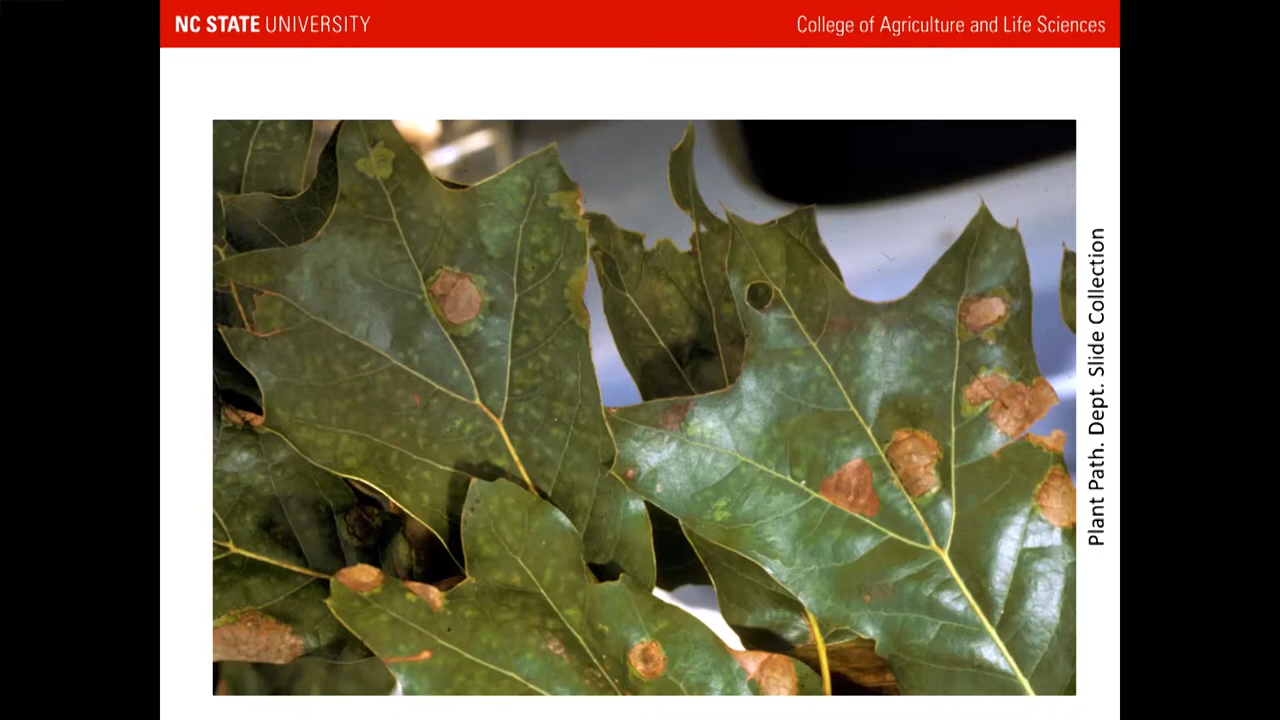 NC STATE UNIVERSITY
College of Agriculture and Life Sciences
Plant Path. Dept. Slide Collection